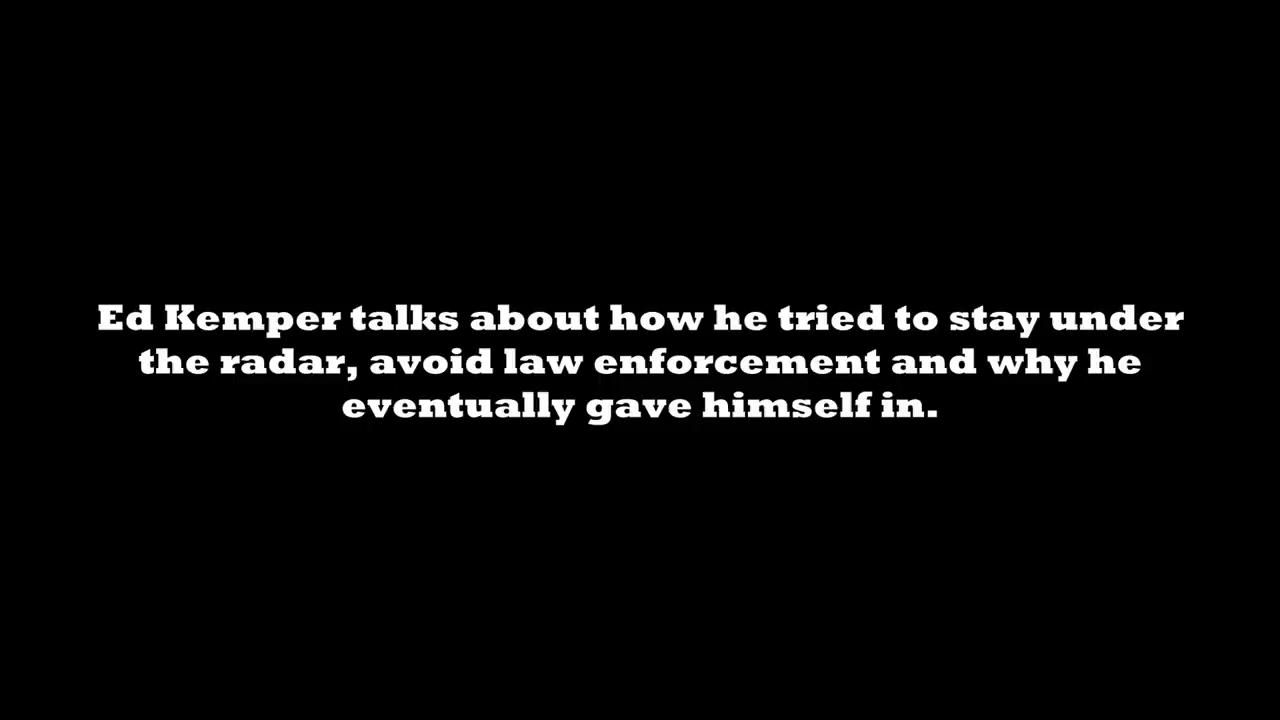 Ed Kemper talks about how he tried to stay under
the radar, avoid law enforcement and why he
eventually gave himself in.